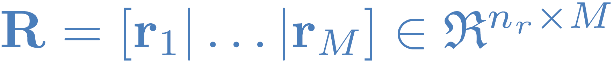 𝐑 = [𝐫₁| … |𝐫_M] ∈ ℜ^{n_r × M}